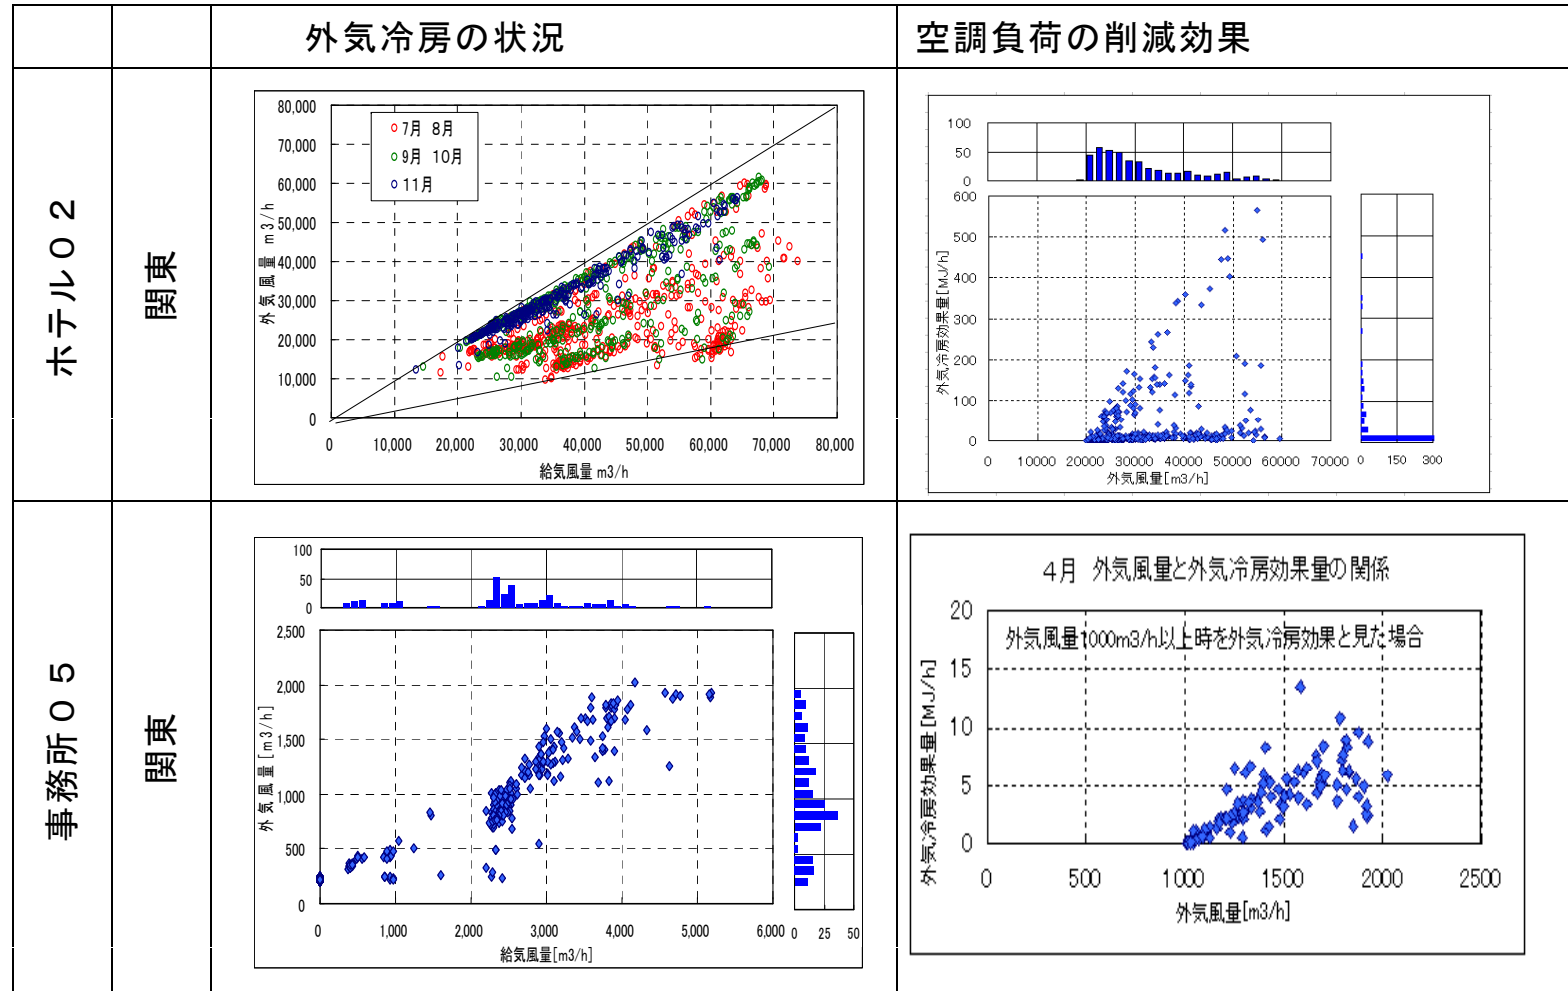 外気冷房の状況
空調負荷の削減効果
ホテル０２
関東
80,000
70,000
60,000
50,000
40,000
30,000
20,000
10,000
0
外気風量 m3/h
7月 8月
9月 10月
11月
0 10,000 20,000 30,000 40,000 50,000 60,000 70,000 80,000
給気風量 m3/h
100
50
0
600
500
400
300
200
100
0
外気冷房効果量[MJ/h]
0 10000 20000 30000 40000 50000 60000 70000
外気風量[m3/h]
0 150 300
事務所０５
関東
100
50
0
2,500
2,000
1,500
1,000
500
0
外気風量[m3/h]
0 1,000 2,000 3,000 4,000 5,000 6,000
給気風量[m3/h]
0 25 50
4月 外気風量と外気冷房効果量の関係
外気風量1000m3/h以上時を外気冷房効果と見た場合
20
15
10
5
0
外気冷房効果量[MJ/h]
0 500 1000 1500 2000 2500
外気風量[m3/h]